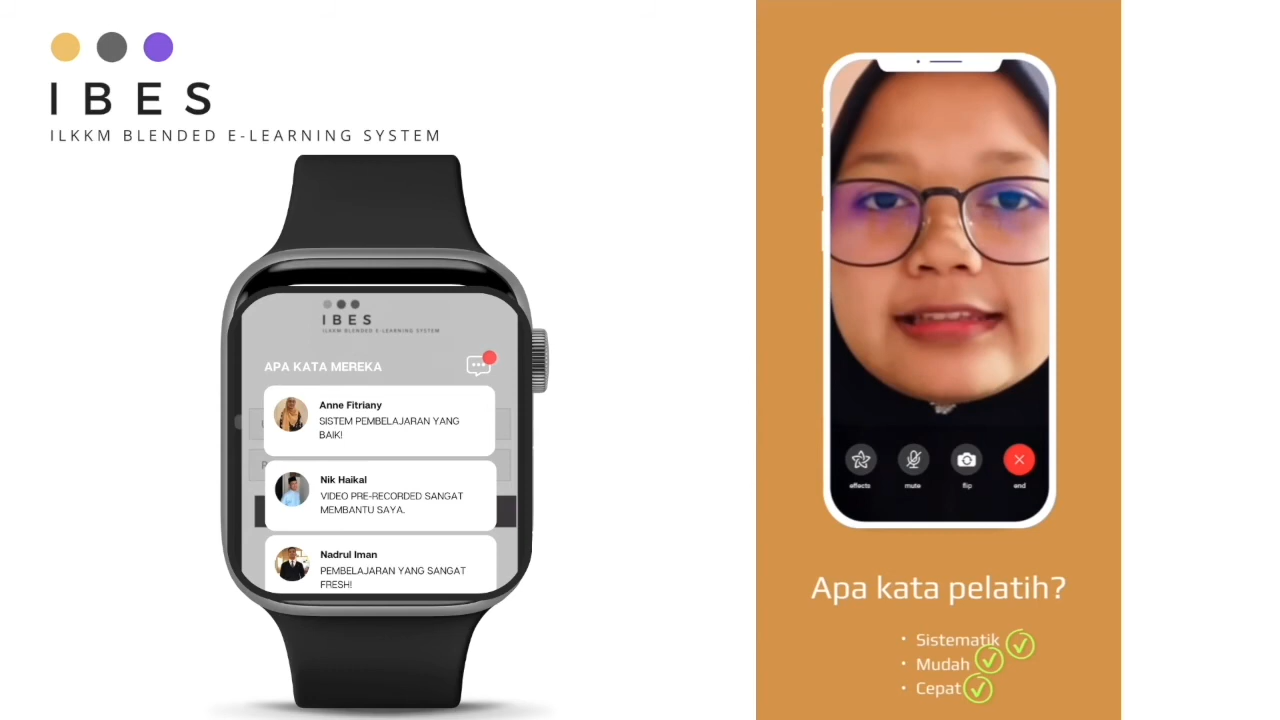 IBES
ILKKM BLENDED E-LEARNING SYSTEM
IBES
ILKKM BLENDED E-LEARNING SYSTEM
APA KATA MEREKA
Anne Fitriany
SISTEM PEMBELAJARAN YANG
BAIK!
Nik Haikal
VIDEO PRE-RECORDED SANGAT
MEMBANTU SAYA.
Nadrul Iman
PEMBELAJARAN YANG SANGAT
FRESH!
effects
mute
flip
end
Apa kata pelatih?
• Sistematik
• Mudah
• Cepat